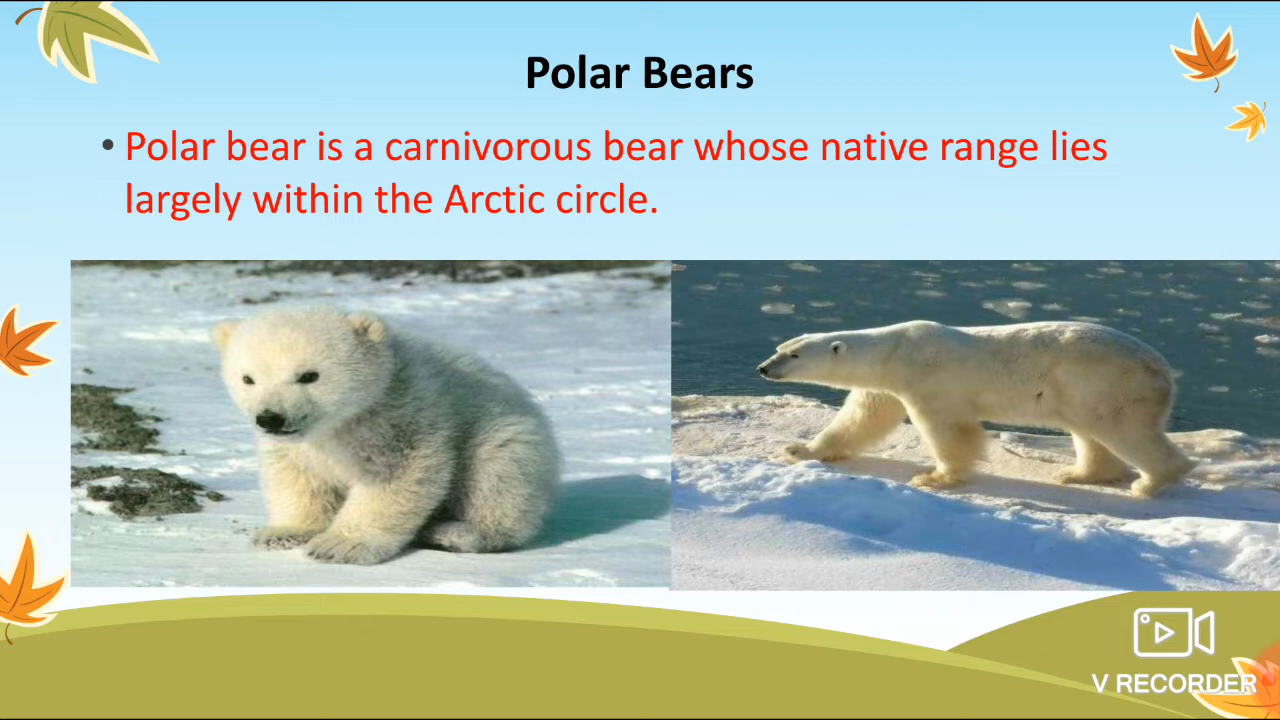 Polar Bears
• Polar bear is a carnivorous bear whose native range lies
largely within the Arctic circle.
V RECORDER